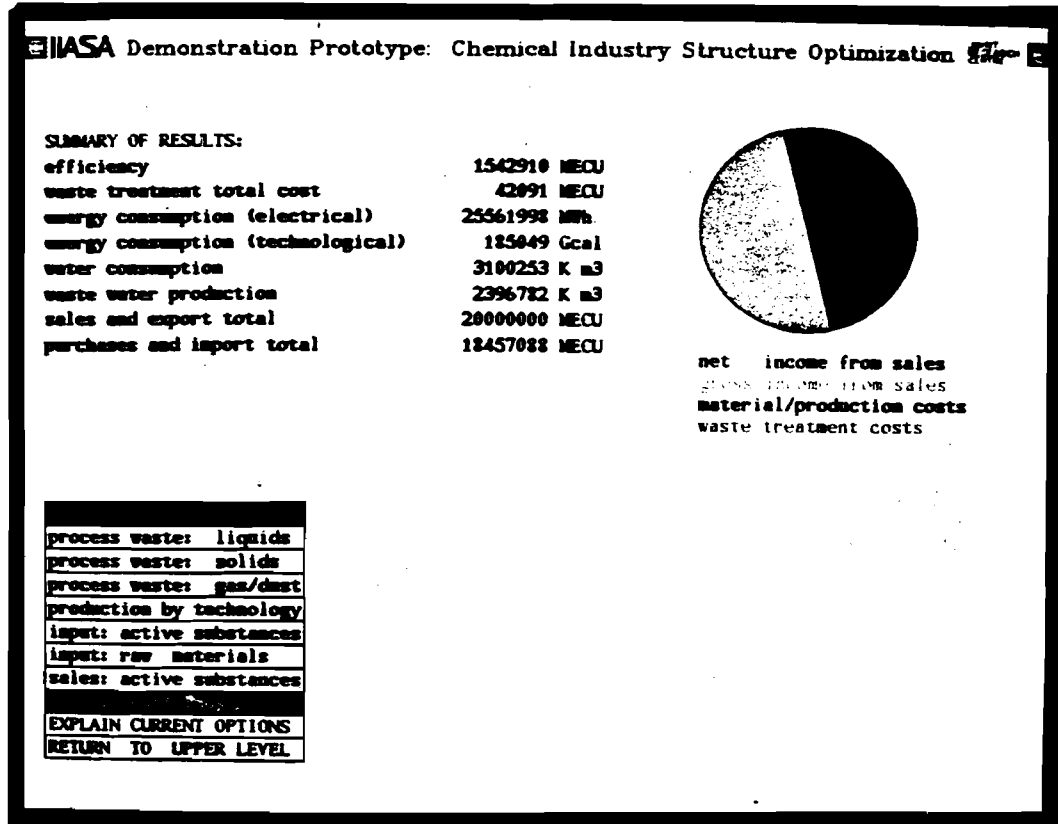 IIASA Demonstration Prototype: Chemical Industry Structure Optimization
SUMMARY OF RESULTS:
efficiency 1542910 MECU
waste treatment total cost 42091 MECU
energy consumption (electrical) 25561998 MWh
energy consumption (technological) 185049 Gcal
water consumption 3100253 K m3
waste water production 2396782 K m3
sales and export total 20000000 MECU
purchases and import total 18457088 MECU
net income from sales
gross income from sales
material/production costs
waste treatment costs
process waste: liquids
process waste: solids
process waste: gas/dust
production by technology
input: active substances
input: raw materials
sales: active substances
EXPLAIN CURRENT OPTIONS
RETURN TO UPPER LEVEL